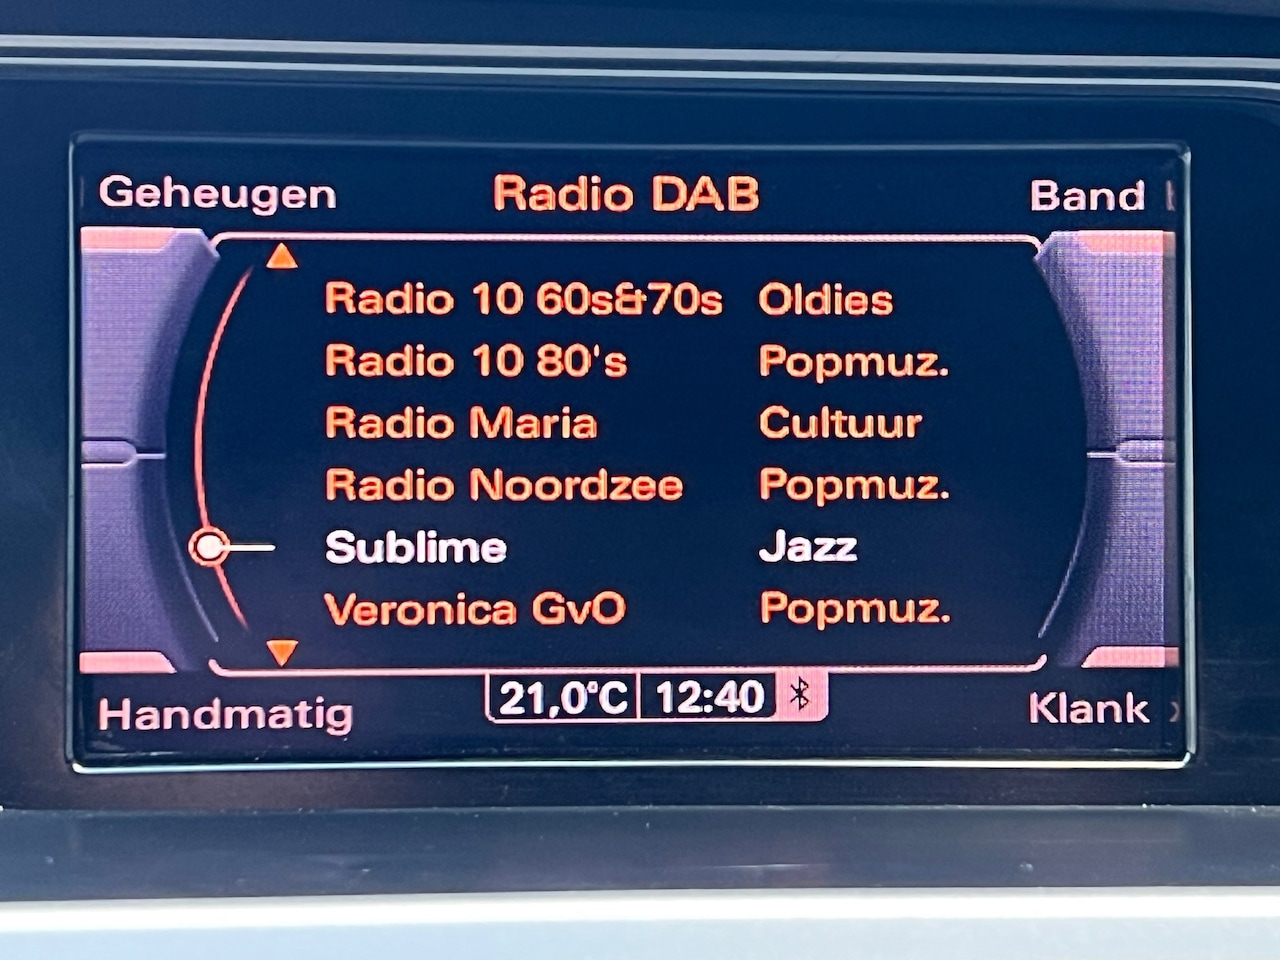 Geheugen Radio DAB Band
Radio 10 60s&70s Oldies
Radio 10 80's Popmuz.
Radio Maria Cultuur
Radio Noordzee Popmuz.
Sublime Jazz
Veronica GvO Popmuz.
21,0°C 12:40
Handmatig Klank